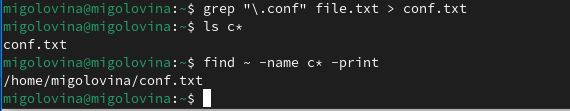 migolovina@migolovina:~$ grep "\.conf" file.txt > conf.txt
migolovina@migolovina:~$ ls c*
conf.txt
migolovina@migolovina:~$ find ~ -name c* -print
/home/migolovina/conf.txt
migolovina@migolovina:~$